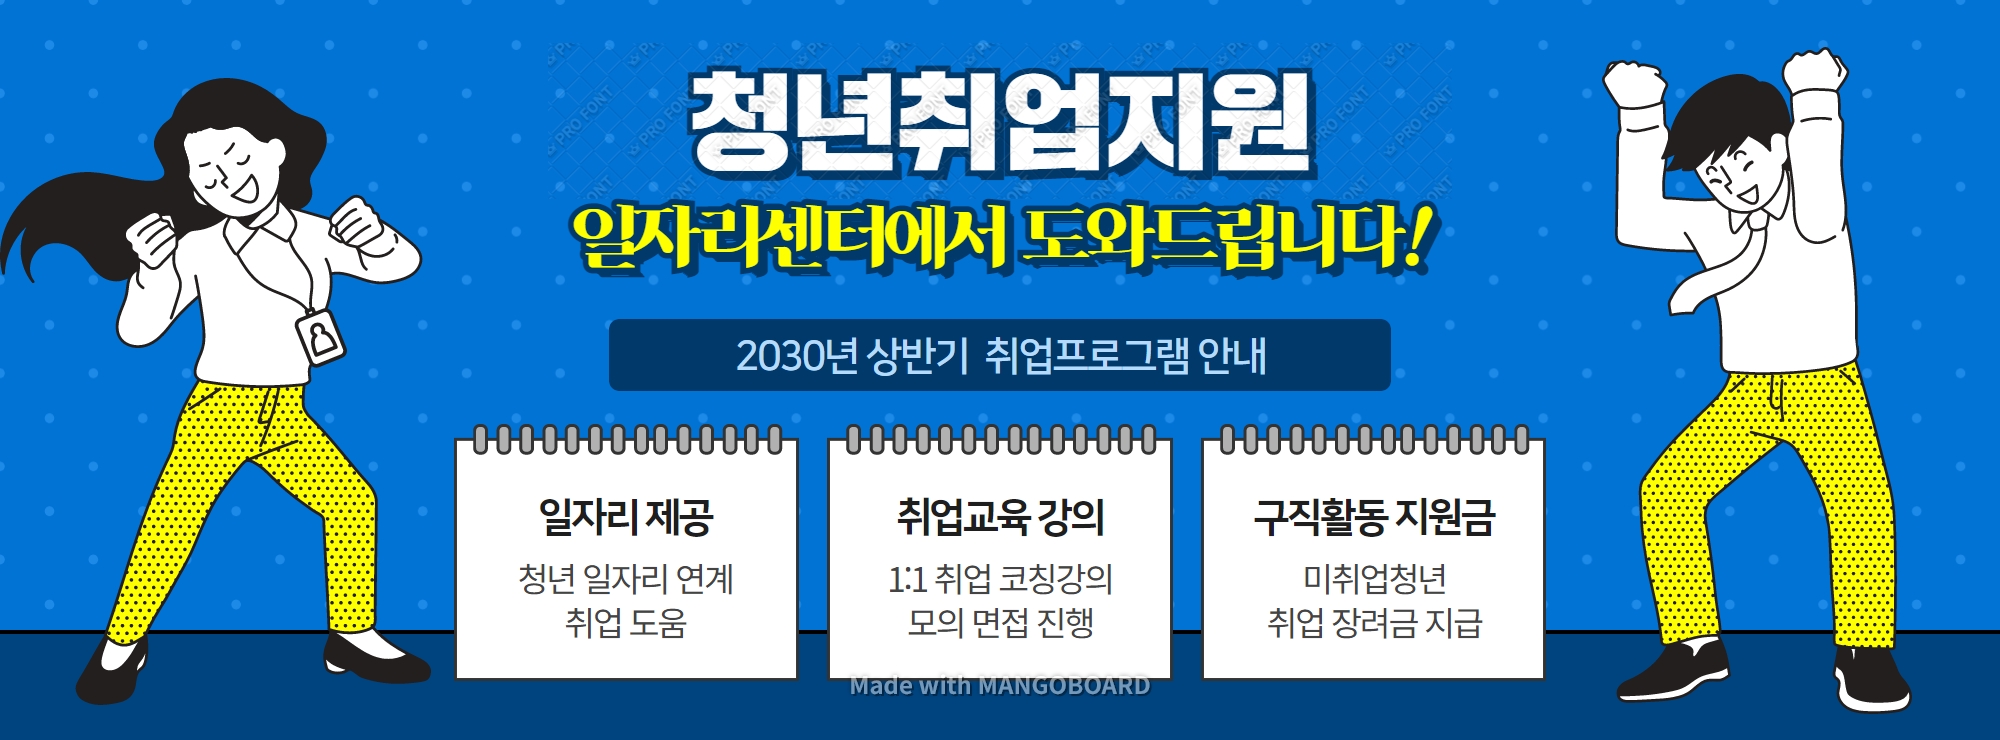 청년취업지원
일자리센터에서 도와드립니다!
2030년 상반기 취업프로그램 안내
일자리 제공
청년 일자리 연계
취업 도움
취업교육 강의
1:1 취업 코칭강의
모의 면접 진행
구직활동 지원금
미취업청년
취업 장려금 지급
Made with MANGOBOARD
PRO FONT